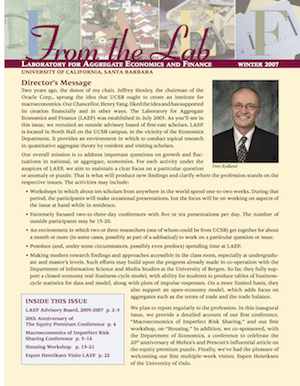 From the Lab
LABORATORY FOR AGGREGATE ECONOMICS AND FINANCE
WINTER 2007
UNIVERSITY OF CALIFORNIA, SANTA BARBARA
Director's Message
Two years ago, the donor of my chair, Jeffrey Henley, the chairman of the
Oracle Corp., sprung the idea that UCSB ought to create an institute for
macroeconomics. Our Chancellor, Henry Yang, liked the idea and has supported
its creation financially and in other ways. The Laboratory for Aggregate
Economics and Finance (LAEF) was established in July 2005. As you'll see in
this issue, we recruited an outside advisory board of first-rate scholars. LAEF
is located in North Hall on the UCSB campus, in the vicinity of the Economics
Department. It provides an environment in which to conduct topical research
in quantitative aggregate theory by resident and visiting scholars.
Our overall mission is to address important questions on growth and fluc-
tuations in national, or aggregate, economies. For each activity under the
auspices of LAEF, we aim to maintain a clear focus on a particular question
or anomaly or puzzle. That is what will produce new findings and clarify where the profession stands on the
respective issues. The activities may include:
Finn Kydland
• Workshops in which about ten scholars from anywhere in the world spend one-to-two weeks. During that
period, the participants will make occasional presentations, but the focus will be on working on aspects of
the issue at hand while in residence.
• Extremely focused two-to-three-day conferences with five or six presentations per day. The number of
outside participants may be 15-20.
• An environment in which two or three researchers (one of whom could be from UCSB) get together for about
a month or more (in some cases, possibly as part of a sabbatical) to work on a particular question or issue.
• Postdocs (and, under some circumstances, possibly even predocs) spending time at LAEF.
• Making modern research findings and approaches accessible in the class room, especially at undergradu-
ate and master's levels. Such efforts may build upon the progress already made in co-operation with the
Department of Information Science and Media Studies at the University of Bergen. So far, they fully sup-
port a closed-economy real-business-cycle model, with ability for students to produce tables of business-
cycle statistics for data and model, along with plots of impulse responses. On a more limited basis, they
also support an open-economy model, which adds focus on
aggregates such as the terms of trade and the trade balance.
INSIDE THIS ISSUE
LAEF Advisory Board, 2005-2007 p. 2-3
20th Anniversary of
The Equity Premium Conference p. 4
Macroeconomics of Imperfect Risk
Sharing Conference p. 5-14
Housing Workshop p. 15-21
Espen Henriksen Visits LAEF p. 22
We plan to report regularly to the profession. In this inaugural
issue, we provide a detailed account of our first conference,
"Macroeconomics of Imperfect Risk Sharing," and our first
workshop, on "Housing." In addition, we co-sponsored, with
the Department of Economics, a conference to celebrate the
20th anniversary of Mehra and Prescott's influential article on
the equity premium puzzle. Finally, we've had the pleasure of
welcoming our first multiple-week visitor, Espen Henriksen
of the University of Oslo.